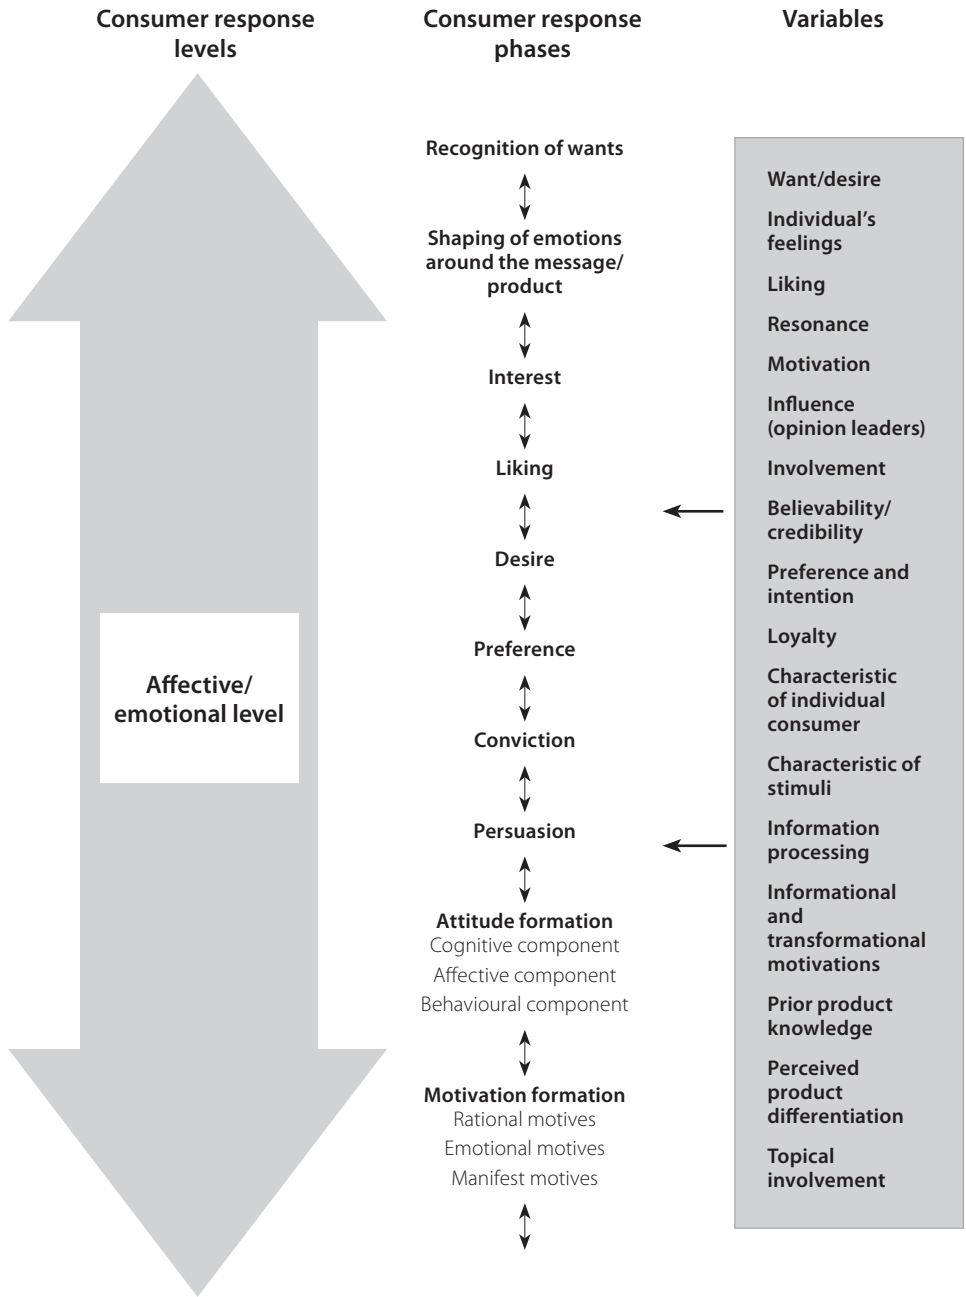 Consumer response
levels
Consumer response
phases
Variables
Affective/
emotional level
Recognition of wants
Shaping of emotions
around the message/
product
Interest
Liking
Desire
Preference
Conviction
Persuasion
Attitude formation
Cognitive component
Affective component
Behavioural component
Motivation formation
Rational motives
Emotional motives
Manifest motives
Want/desire
Individual's
feelings
Liking
Resonance
Motivation
Influence
(opinion leaders)
Involvement
Believability/
credibility
Preference and
intention
Loyalty
Characteristic
of individual
consumer
Characteristic of
stimuli
Information
processing
Informational
and
transformational
motivations
Prior product
knowledge
Perceived
product
differentiation
Topical
involvement